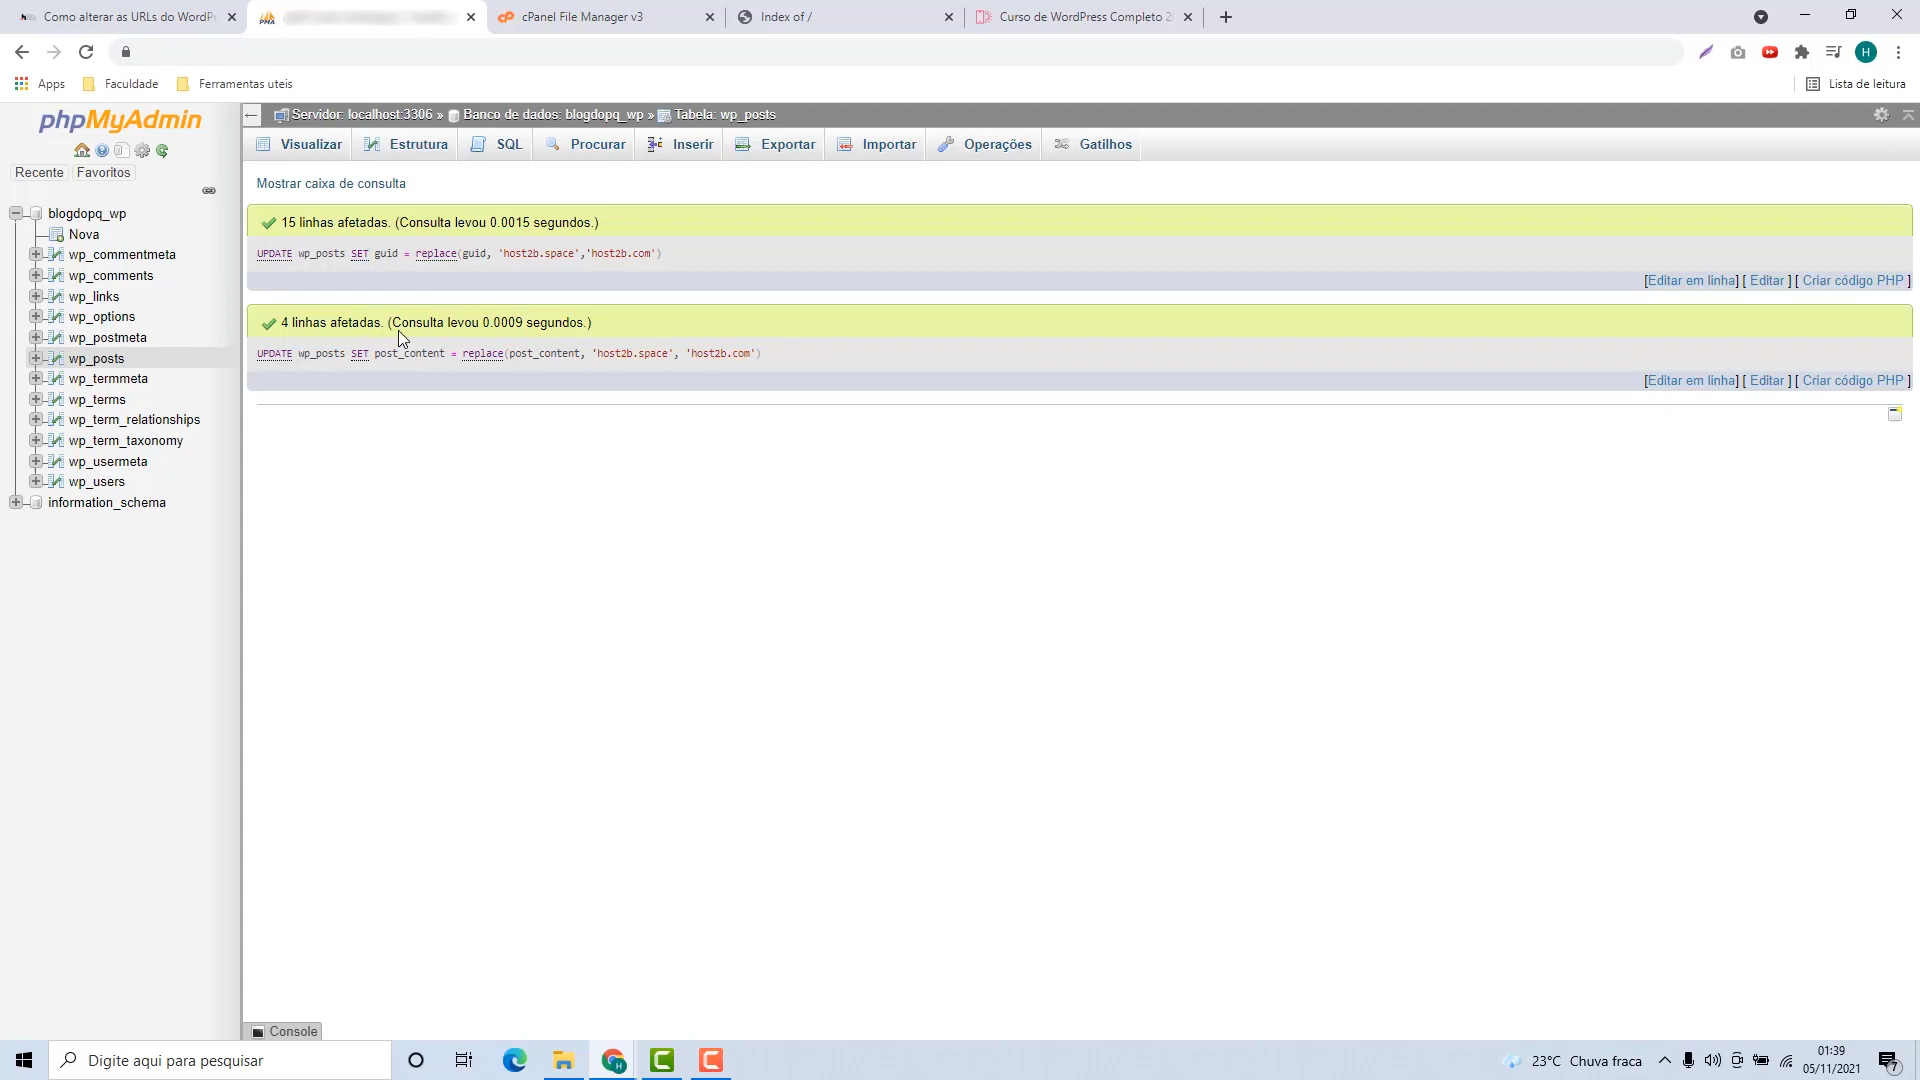 Como alterar as URLs do WordPr
cPanel File Manager v3
Index of /
Curso de WordPress Completo 2
H
Apps
Faculdade
Ferramentas uteis
Lista de leitura
phpMyAdmin
Recente
Favoritos
blogdopq_wp
Nova
wp_commentmeta
wp_comments
wp_links
wp_options
wp_postmeta
wp_posts
wp_termmeta
wp_terms
wp_term_relationships
wp_term_taxonomy
wp_usermeta
wp_users
information_schema
Servidor: localhost:3306 » Banco de dados: blogdopq_wp » Tabela: wp_posts
Visualizar
Estrutura
SQL
Procurar
Inserir
Exportar
Importar
Operações
Gatilhos
Mostrar caixa de consulta
15 linhas afetadas. (Consulta levou 0.0015 segundos.)
UPDATE wp_posts SET guid = replace(guid, 'host2b.space','host2b.com')
[Editar em linha] [ Editar ] [ Criar código PHP ]
4 linhas afetadas. (Consulta levou 0.0009 segundos.)
UPDATE wp_posts SET post_content = replace(post_content, 'host2b.space', 'host2b.com')
[Editar em linha] [ Editar ] [ Criar código PHP ]
Console
Digite aqui para pesquisar
23°C Chuva fraca
01:39
05/11/2021
7